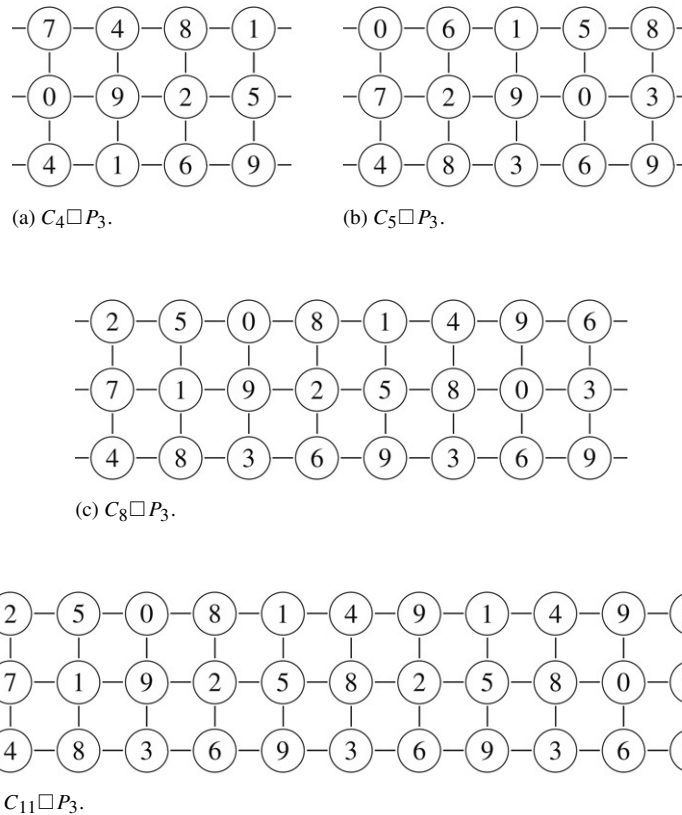 7 4 8 1 0 6 1 5 8
0 9 2 5 7 2 9 0 3
4 1 6 9 4 8 3 6 9
(a) C4□P3. (b) C5□P3.
2 5 0 8 1 4 9 6
7 1 9 2 5 8 0 3
4 8 3 6 9 3 6 9
(c) C8□P3.
2 5 0 8 1 4 9 1 4 9
7 1 9 2 5 8 2 5 8 0
4 8 3 6 9 3 6 9 3 6
C11□P3.